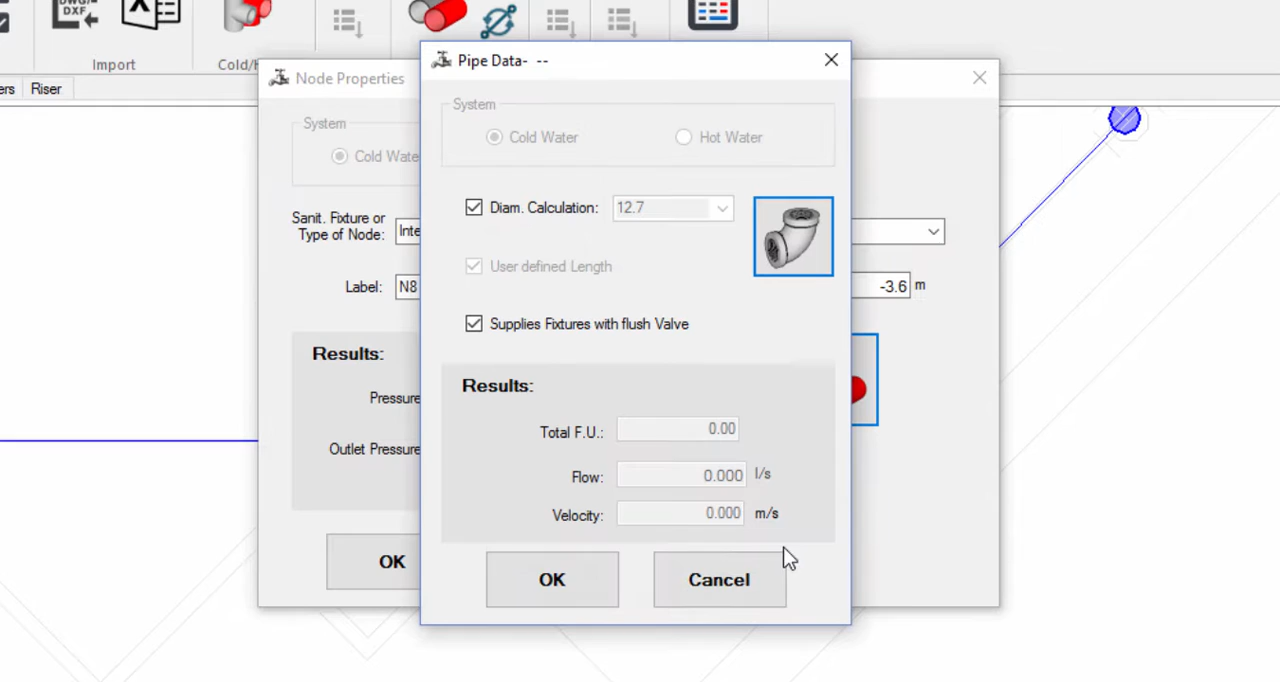 DWG/
DXF
X
Import
Cold/H
ers Riser
Node Properties
System
Cold Wate
Sanit. Fixture or
Type of Node:
Inte
Label:
N8
-3.6 m
Results:
Pressure
Outlet Pressure
OK
Pipe Data- --
System
Cold Water
Hot Water
Diam. Calculation:
12.7
User defined Length
Supplies Fixtures with flush Valve
Results:
Total F.U.: 0.00
Flow: 0.000 l/s
Velocity: 0.000 m/s
OK
Cancel